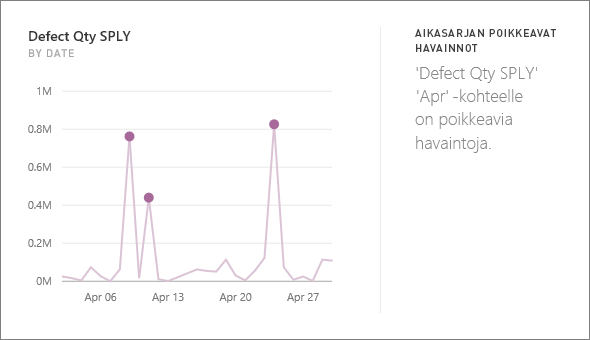 Defect Qty SPLY
BY DATE
1M
0.8M
0.6M
0.4M
0.2M
0M
Apr 06
Apr 13
Apr 20
Apr 27
AIKASARJAN POIKKEAVAT
HAVAINNOT
'Defect Qty SPLY'
'Apr' -kohteelle
on poikkeavia
havaintoja.